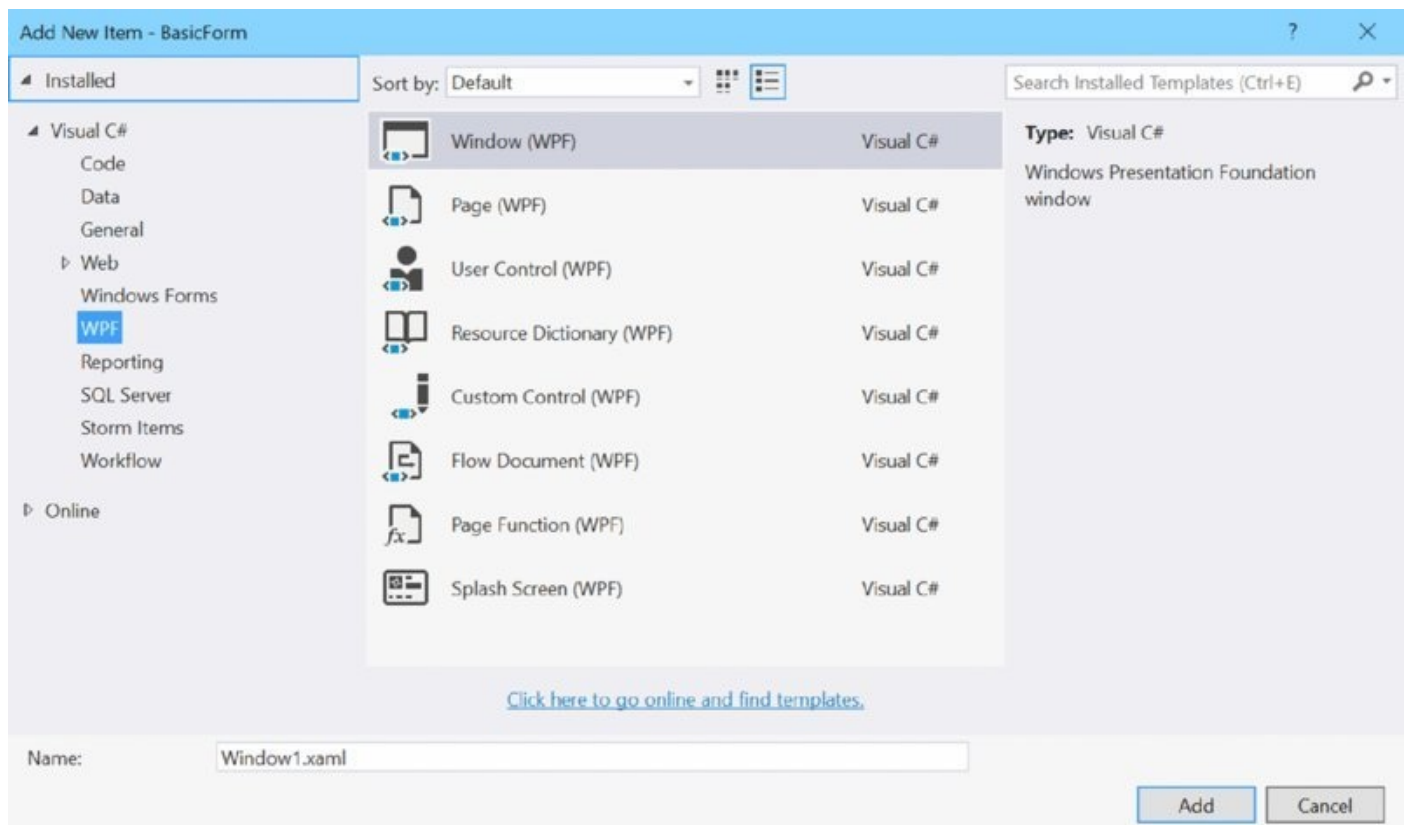 Add New Item - BasicForm
?
Installed
Sort by: Default
Search Installed Templates (Ctrl+E)
Visual C#
Code
Data
General
Web
Windows Forms
WPF
Reporting
SQL Server
Storm Items
Workflow
Online
Window (WPF) Visual C#
Page (WPF) Visual C#
User Control (WPF) Visual C#
Resource Dictionary (WPF) Visual C#
Custom Control (WPF) Visual C#
Flow Document (WPF) Visual C#
fx
Page Function (WPF) Visual C#
Splash Screen (WPF) Visual C#
Type: Visual C#
Windows Presentation Foundation
window
Click here to go online and find templates.
Name: Window1.xaml
Add Cancel